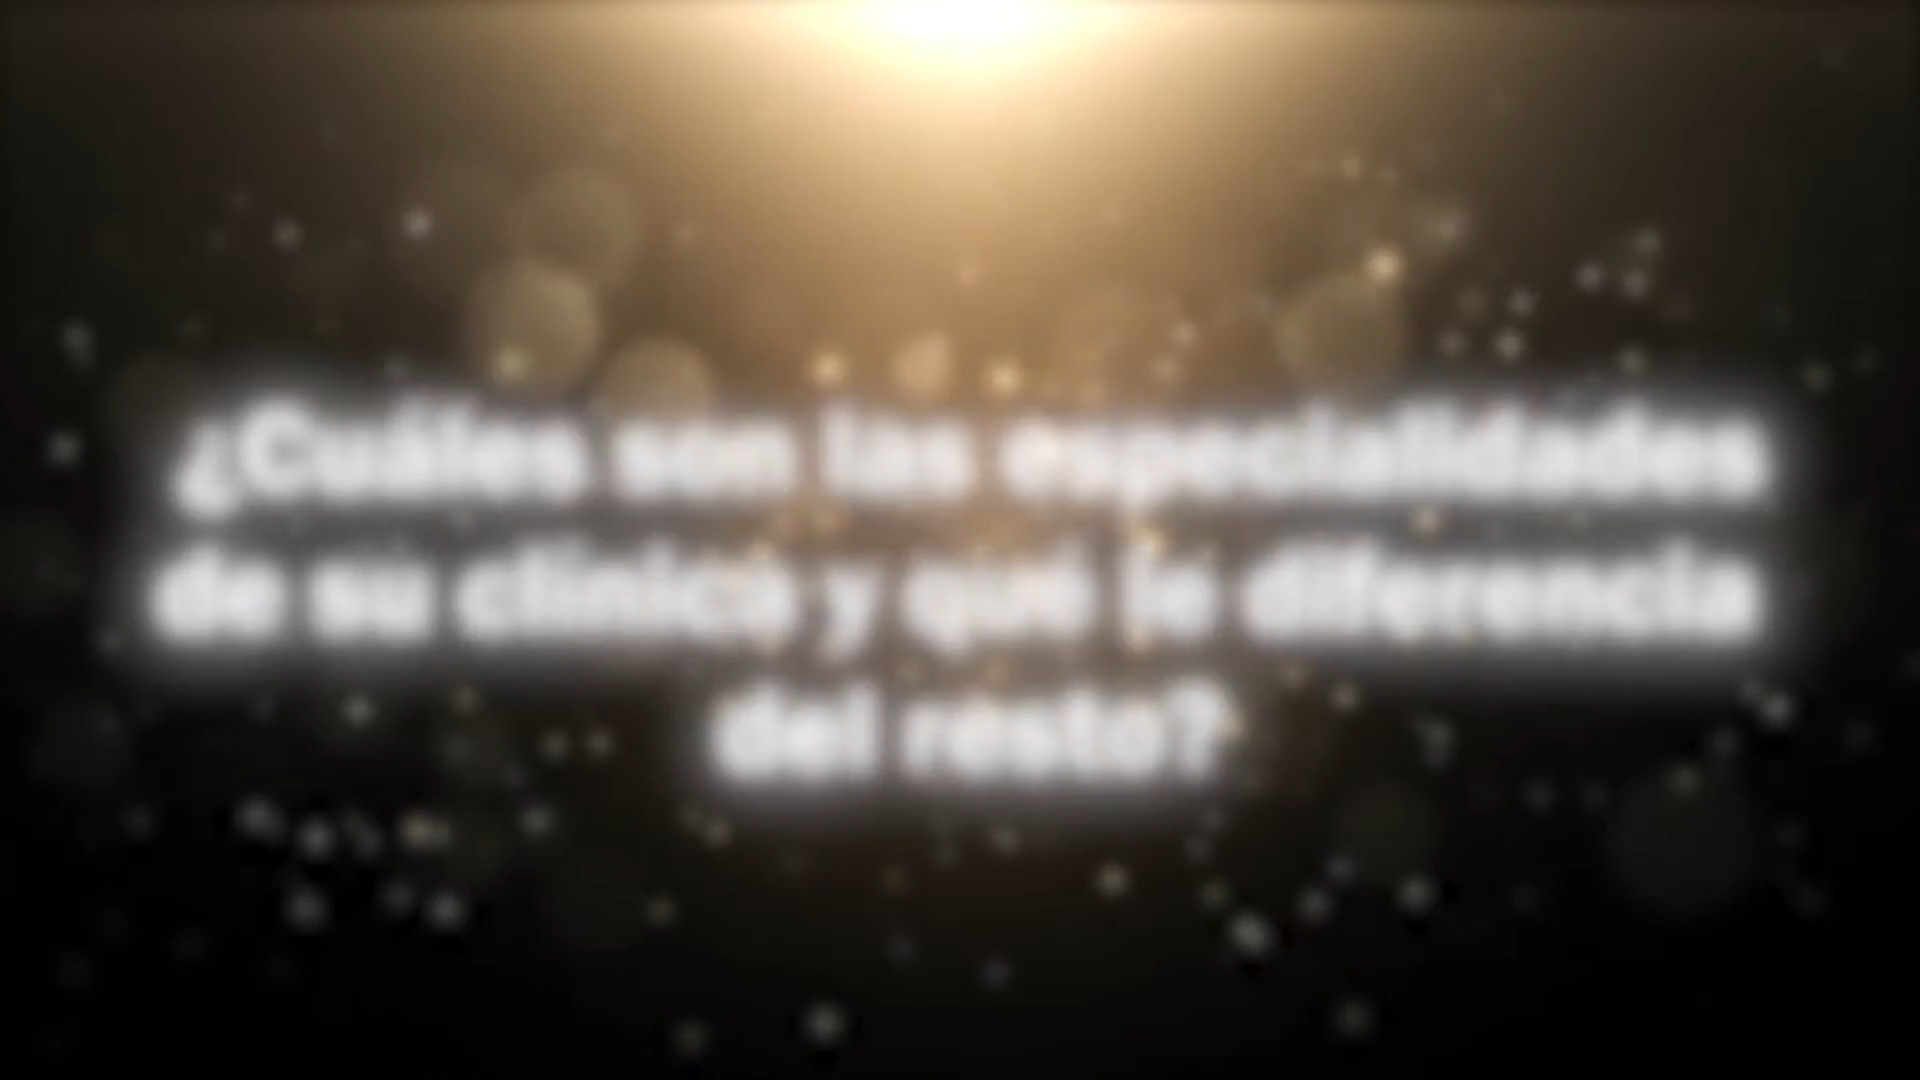 ¿Cuáles son las especialidades
de su clínica y qué le diferencia
del resto?